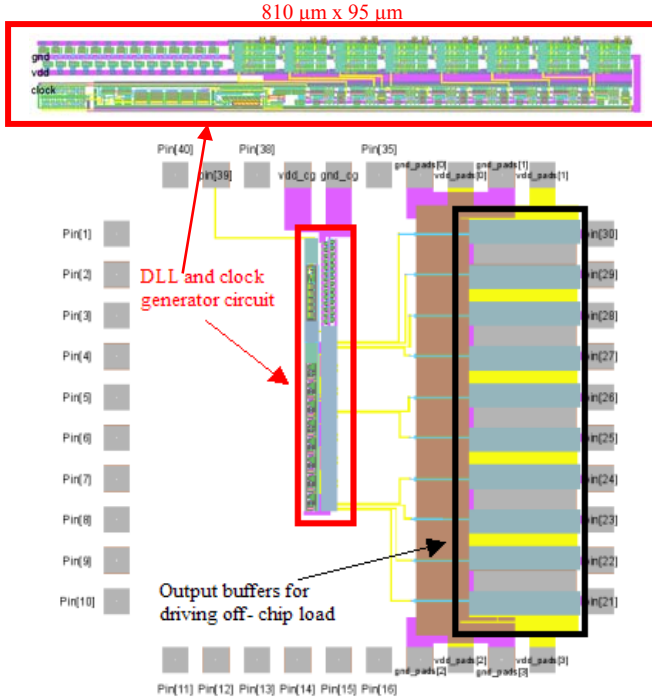 810 µm x 95 µm
gnd
vdd
clock
Pin[40] Pin[38] Pin[35]
pin[39] vdd_cg gnd_cg gnd_pads[0] vdd_pads[0] gnd_pads[1] vdd_pads[1]
Pin[1] pin[30]
Pin[2] pin[29]
DLL and clock
generator circuit
Pin[3] pin[28]
Pin[4] pin[27]
Pin[5] pin[26]
Pin[6] pin[25]
Pin[7] pin[24]
Pin[8] pin[23]
Pin[9] pin[22]
Output buffers for
driving off- chip load
Pin[10] pin[21]
gnd_pads[2] vdd_pads[2] gnd_pads[3] vdd_pads[3]
Pin[11] Pin[12] Pin[13] Pin[14] Pin[15] Pin[16]